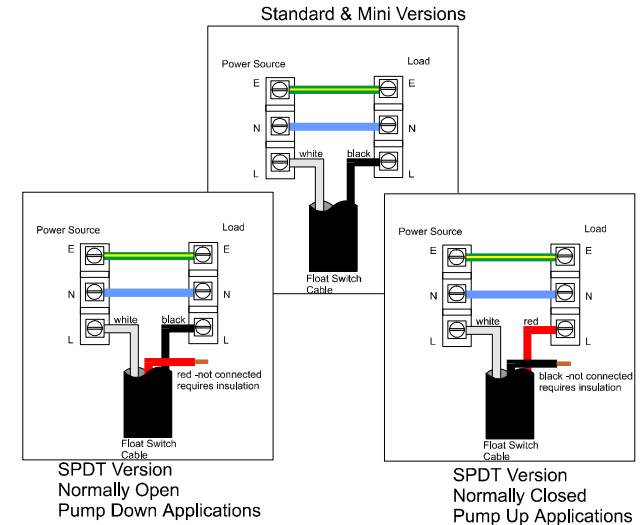 Standard & Mini Versions
Power Source
Load
E
E
N
N
white
black
L
L
Float Switch
Cable
Power Source
Load
E
E
N
N
white
black
L
L
red -not connected
requires insulation
Float Switch
Cable
SPDT Version
Normally Open
Pump Down Applications
Power Source
Load
E
E
N
N
white
red
L
L
black -not connected
requires insulation
Float Switch
Cable
SPDT Version
Normally Closed
Pump Up Applications